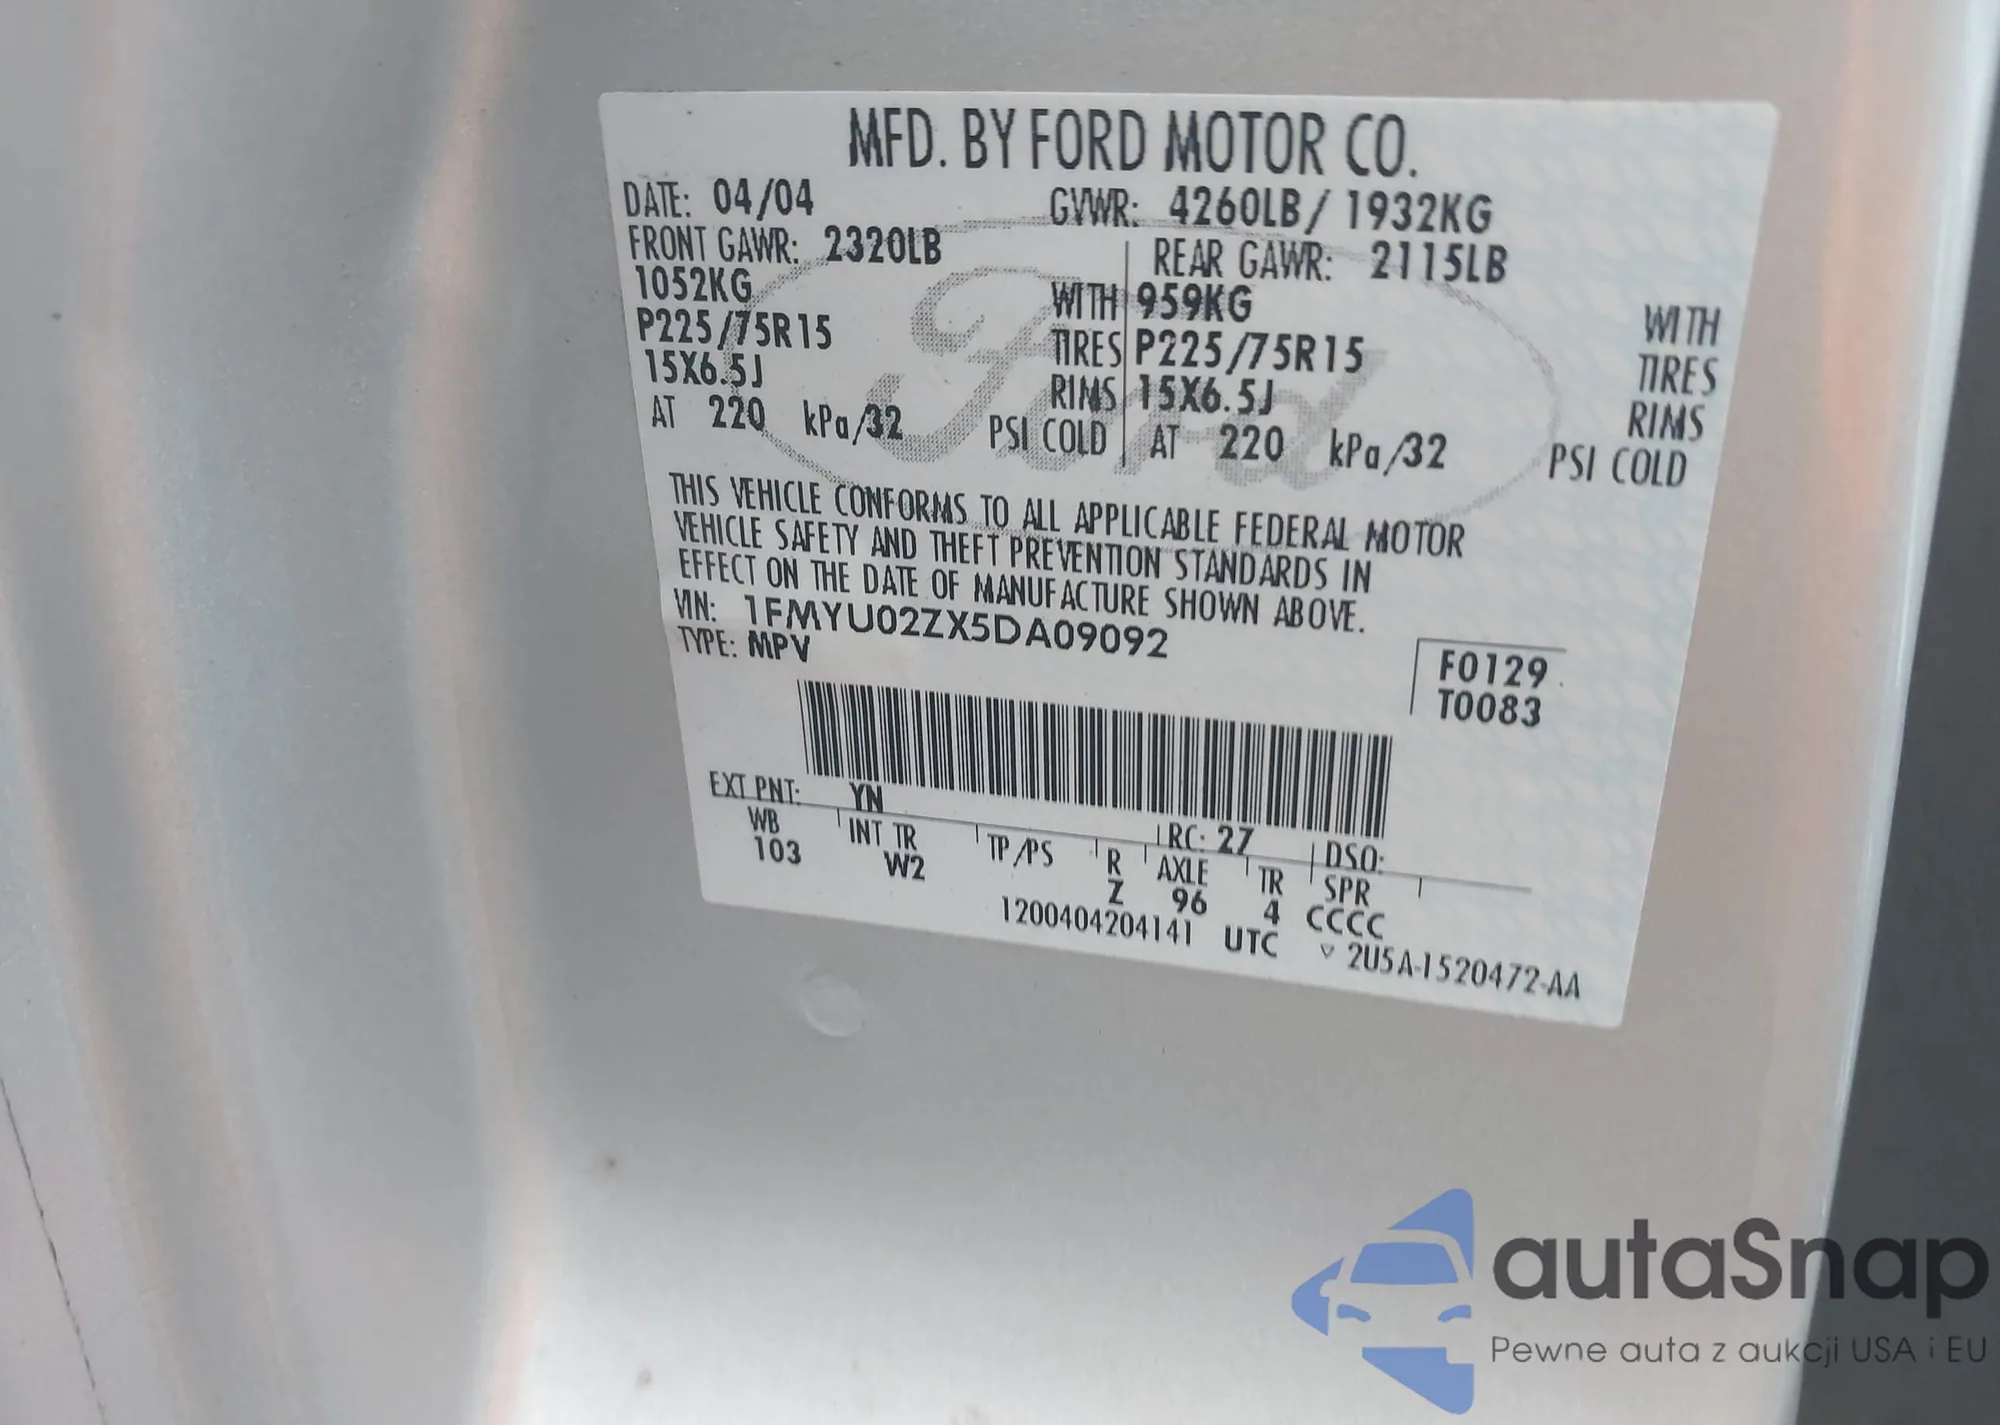 MFD. BY FORD MOTOR CO.
DATE: 04/04 GVWR: 4260LB/ 1932KG
FRONT GAWR: 2320LB REAR GAWR: 2115LB
1052KG WITH 959KG WITH
P225/75R15 TIRES P225/75R15 TIRES
15X6.5J RIMS 15X6.5J RIMS
AT 220 kPa/32 PSI COLD AT 220 kPa/32 PSI COLD
THIS VEHICLE CONFORMS TO ALL APPLICABLE FEDERAL MOTOR
VEHICLE SAFETY AND THEFT PREVENTION STANDARDS IN
EFFECT ON THE DATE OF MANUFACTURE SHOWN ABOVE.
VIN: 1FMYU02ZX5DA09092
TYPE: MPV
F0129
T0083
EXT PNT: YN RC: 27 DSO:
WB INT TR TP/PS R AXLE TR SPR
103 W2 Z 96 4 CCCC
1200404204141 UTC ▽ 2U5A-1520472-AA
Ford
autaSnap
Pewne auta z aukcji USA i EU